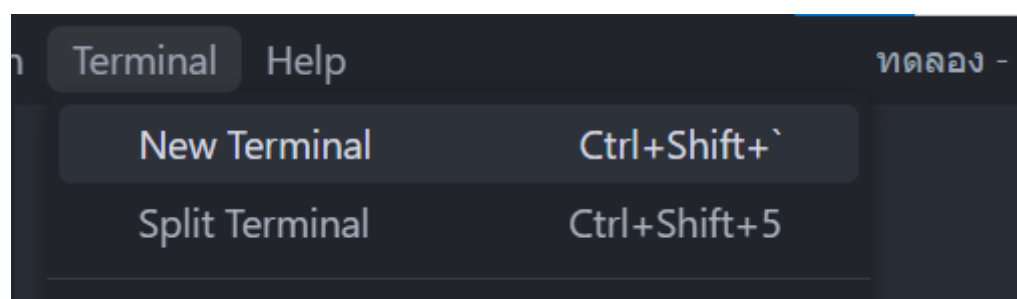 Terminal Help ทดลอง -
New Terminal Ctrl+Shift+`
Split Terminal Ctrl+Shift+5